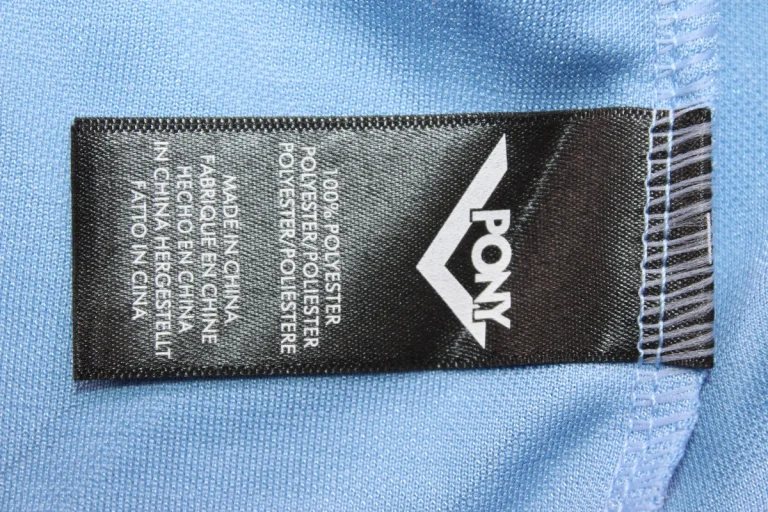 PONY
100% POLYESTER
POLYESTER/POLIESTER
POLYESTER/POLIESTERE
MADE IN CHINA
FABRIQUE EN CHINE
HECHO EN CHINA
IN CHINA HERGESTELLT
FATTO IN CINA